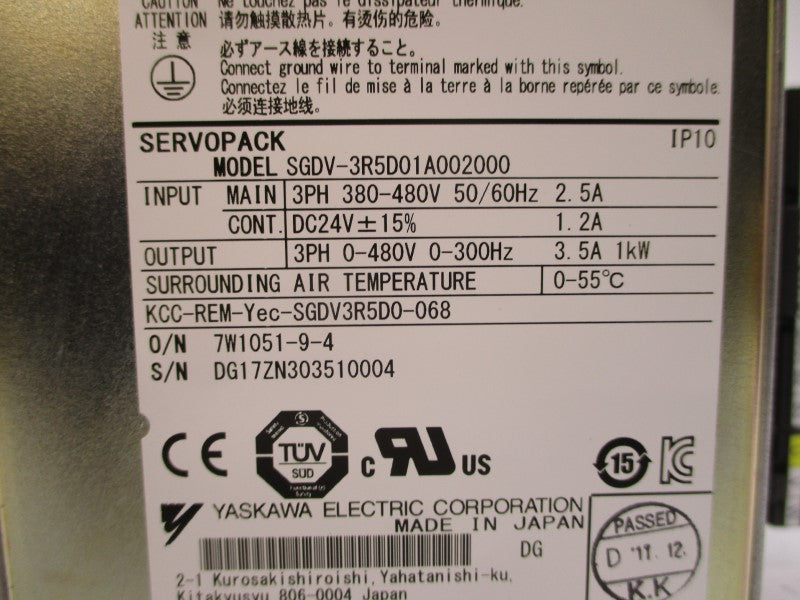 CAUTION Ne touchez pas le dissipateur thermique.
ATTENTION 请勿触摸散热片。有烫伤的危险。
注意 必ずアース線を接続すること。
Connect ground wire to terminal marked with this symbol.
Connectez le fil de mise à la terre à la borne repérée par ce symbole.
必须连接地线。
SERVOPACK IP10
MODEL SGDV-3R5D01A002000
INPUT MAIN 3PH 380-480V 50/60Hz 2.5A
CONT. DC24V±15% 1.2A
OUTPUT 3PH 0-480V 0-300Hz 3.5A 1kW
SURROUNDING AIR TEMPERATURE 0-55℃
KCC-REM-Yec-SGDV3R5D0-068
O/N 7W1051-9-4
S/N DG17ZN303510004
CE TÜV SÜD c RU US 15 KC
YASKAWA ELECTRIC CORPORATION
MADE IN JAPAN
DG
2-1 Kurosakishiroishi, Yahatanishi-ku,
Kitakyusyu 806-0004 Japan
PASSED
D '17. 12.
K.K